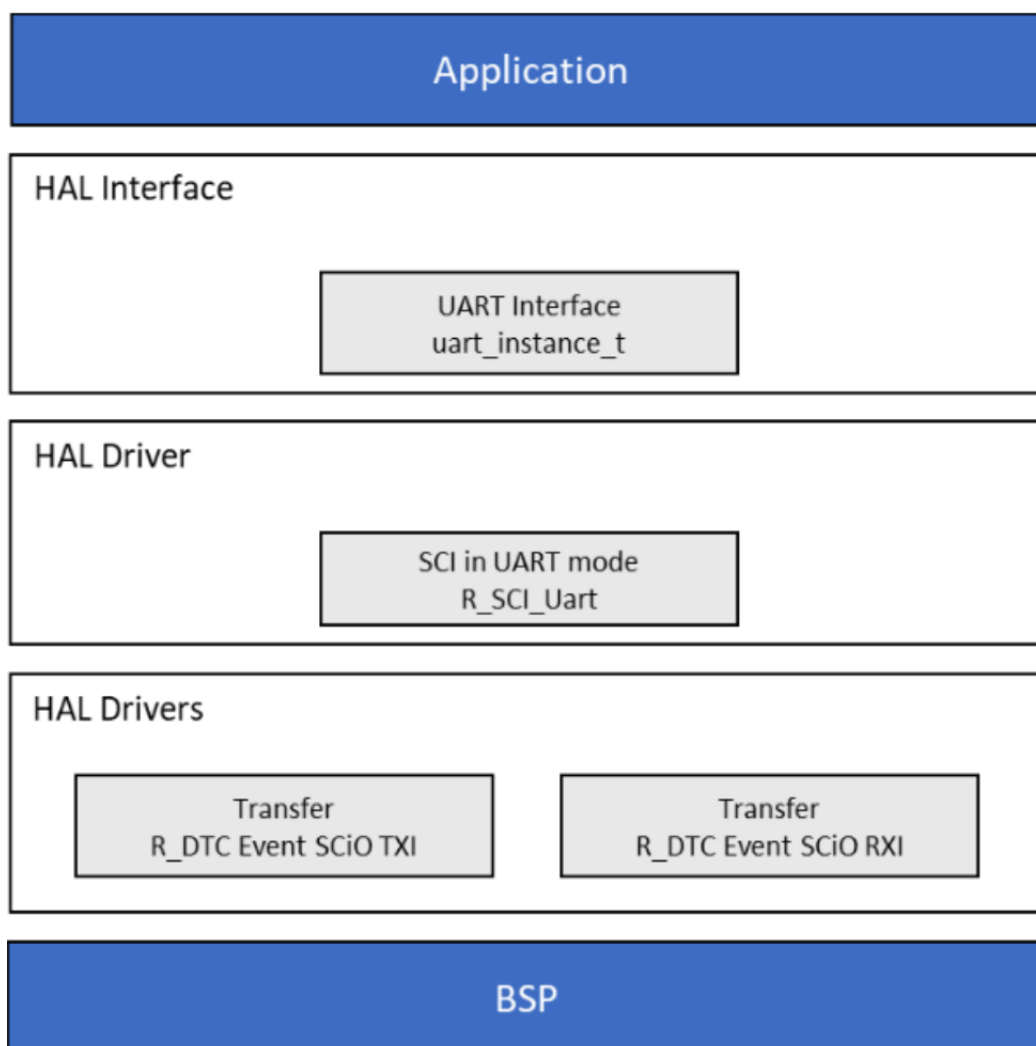 Application
HAL Interface
UART Interface
uart_instance_t
HAL Driver
SCI in UART mode
R_SCI_Uart
HAL Drivers
Transfer
R_DTC Event SCiO TXI
Transfer
R_DTC Event SCiO RXI
BSP